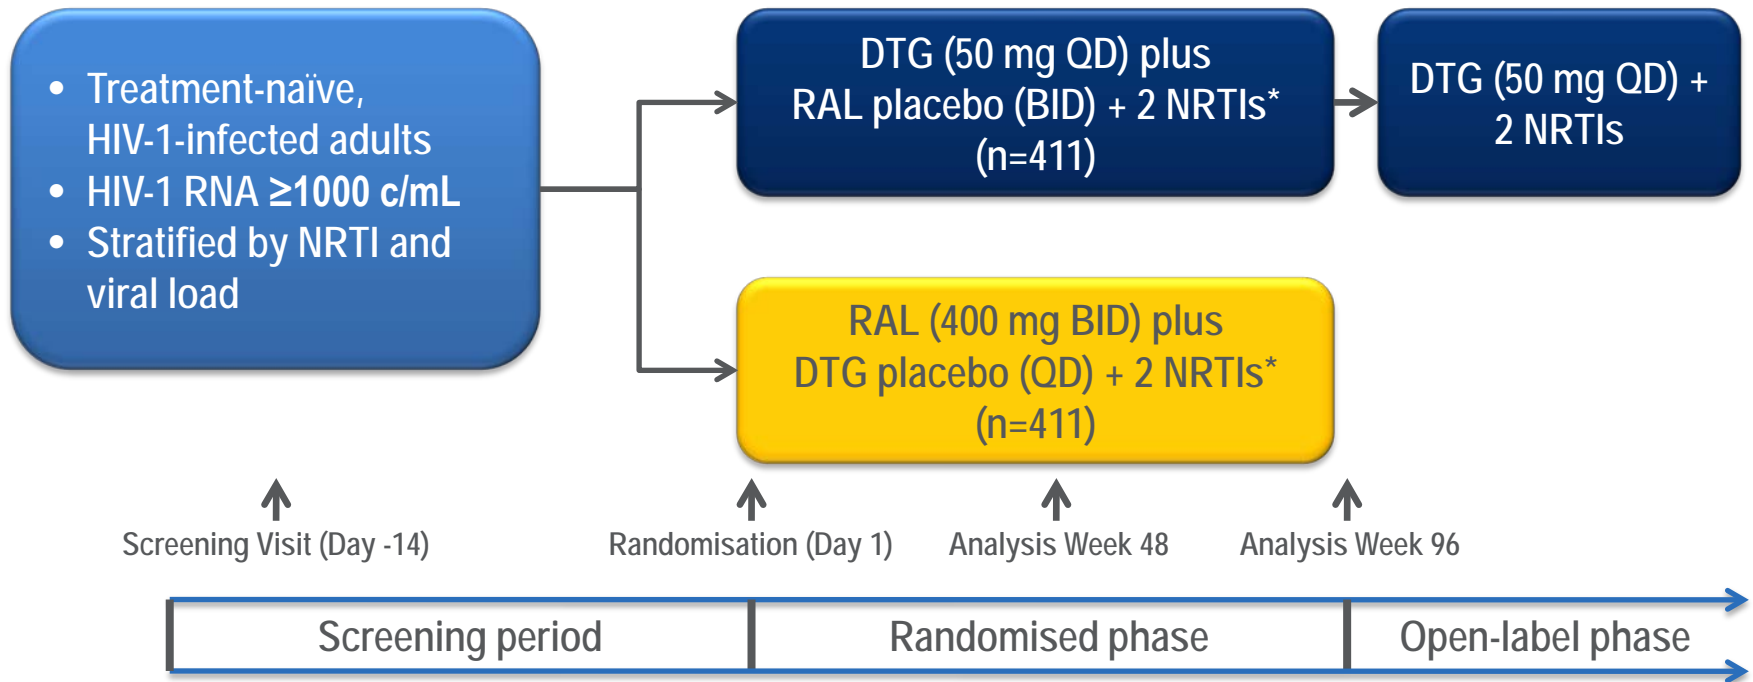 • Treatment-naïve,
HIV-1-infected adults
• HIV-1 RNA ≥1000 c/mL
• Stratified by NRTI and
viral load
DTG (50 mg QD) plus
RAL placebo (BID) + 2 NRTIs*
(n=411)
DTG (50 mg QD) +
2 NRTIs
RAL (400 mg BID) plus
DTG placebo (QD) + 2 NRTIs*
(n=411)
Screening Visit (Day -14)
Randomisation (Day 1)
Analysis Week 48
Analysis Week 96
Screening period
Randomised phase
Open-label phase